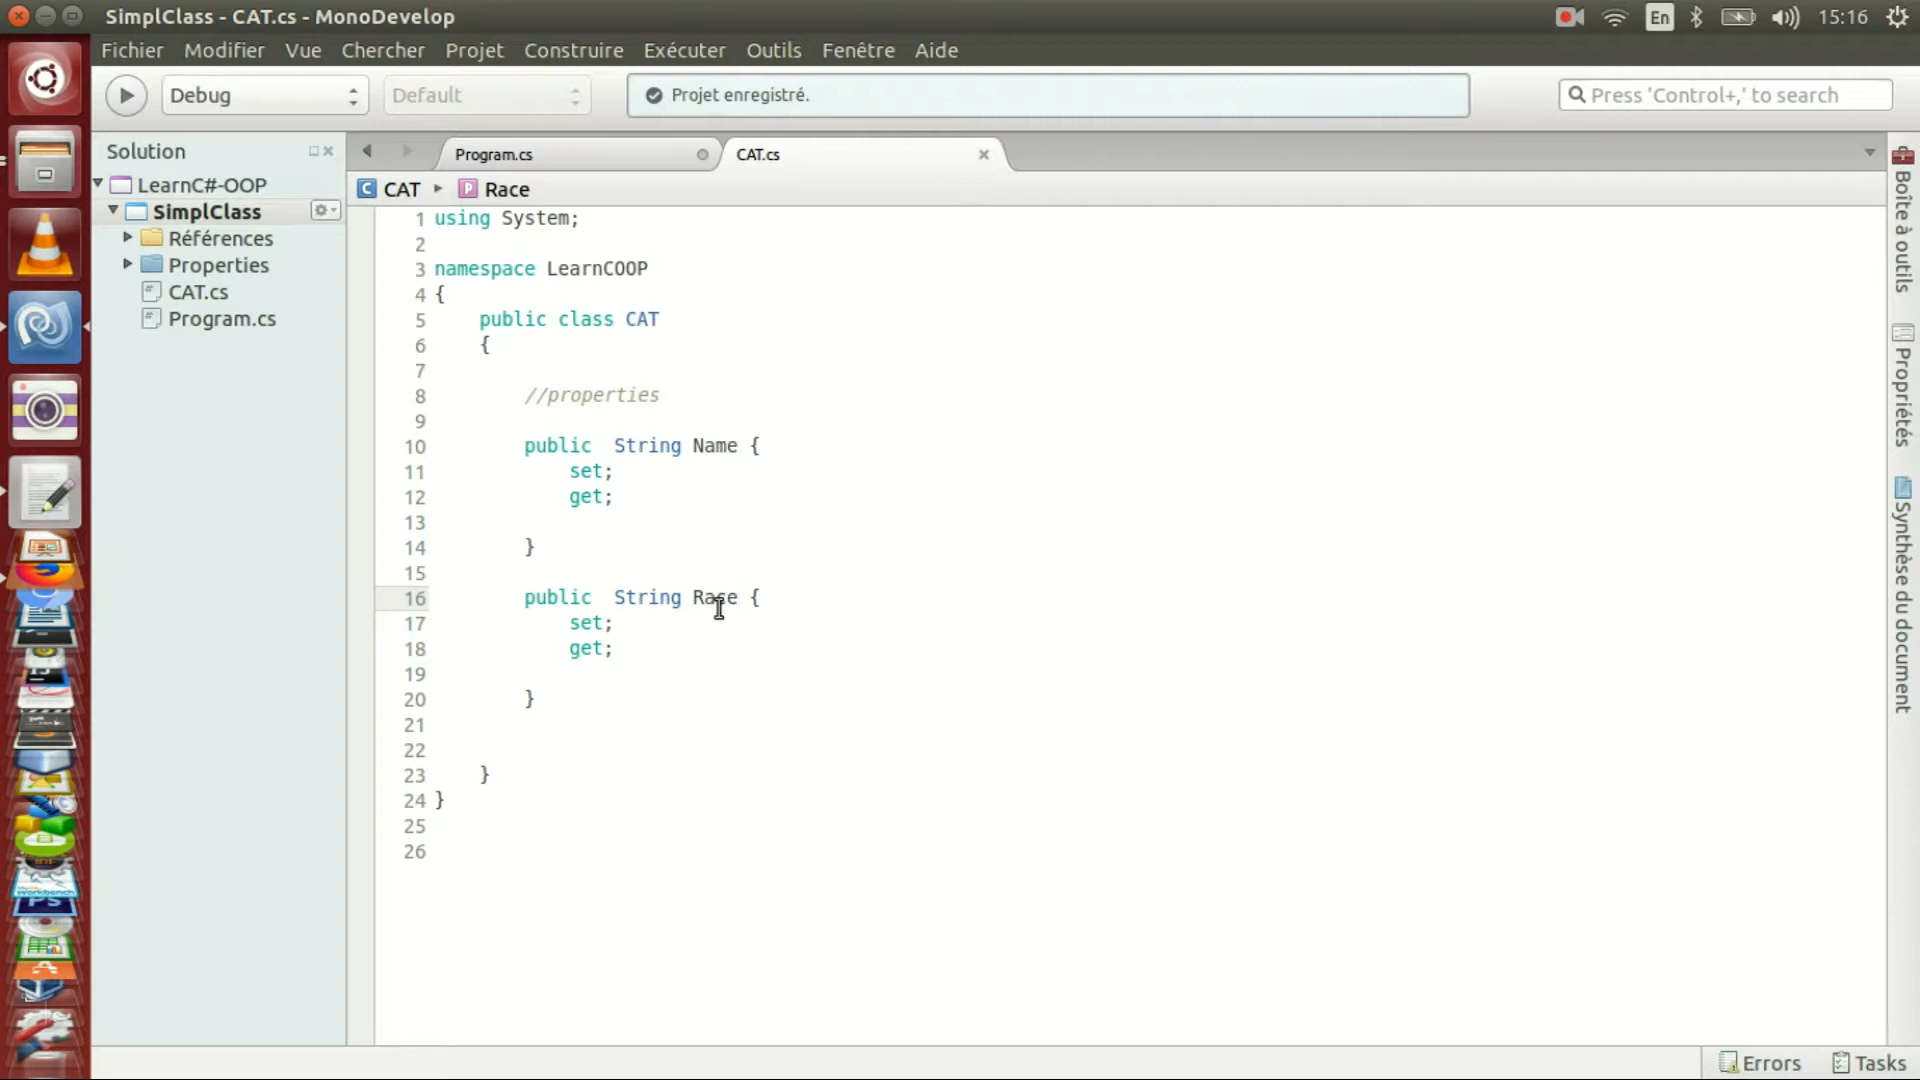 SimplClass - CAT.cs - MonoDevelop
En
15:16
Fichier Modifier Vue Chercher Projet Construire Exécuter Outils Fenêtre Aide
Debug
Default
Projet enregistré.
Press 'Control+,' to search
Solution
LearnC#-OOP
SimplClass
Références
Properties
CAT.cs
Program.cs
Program.cs
CAT.cs
CAT
Race
1 using System;
2
3 namespace LearnCOOP
4 {
5 public class CAT
6 {
7
8 //properties
9
10 public String Name {
11 set;
12 get;
13
14 }
15
16 public String Race {
17 set;
18 get;
19
20 }
21
22
23 }
24 }
25
26
Boîte à outils
Propriétés
Synthèse du document
Errors
Tasks